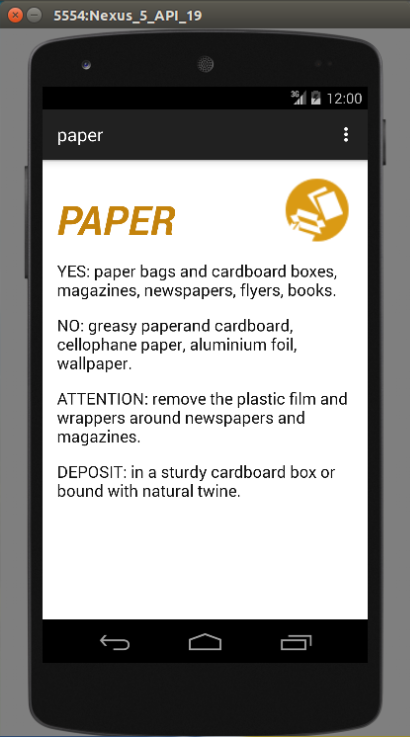 5554:Nexus_5_API_19
3G 12:00
paper
PAPER
YES: paper bags and cardboard boxes,
magazines, newspapers, flyers, books.
NO: greasy paperand cardboard,
cellophane paper, aluminium foil,
wallpaper.
ATTENTION: remove the plastic film and
wrappers around newspapers and
magazines.
DEPOSIT: in a sturdy cardboard box or
bound with natural twine.